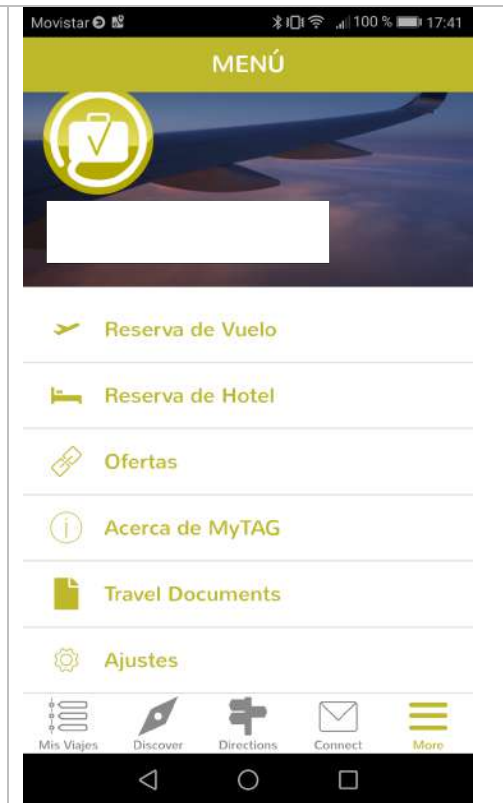 Movistar 100 % 17:41
MENÚ
Reserva de Vuelo
Reserva de Hotel
Ofertas
Acerca de MyTAG
Travel Documents
Ajustes
Mis Viajes Discover Directions Connect More